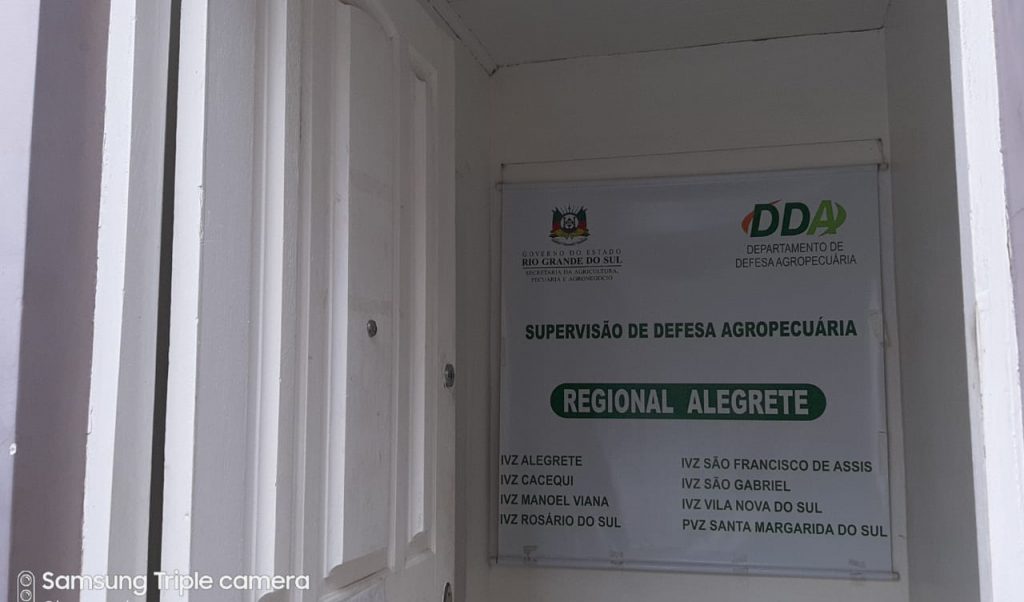 GOVERNO DO ESTADO
RIO GRANDE DO SUL
SECRETARIA DA AGRICULTURA,
PECUÁRIA E AGRONEGÓCIO
DDA
DEPARTAMENTO DE
DEFESA AGROPECUÁRIA
SUPERVISÃO DE DEFESA AGROPECUÁRIA
REGIONAL ALEGRETE
IVZ ALEGRETE
IVZ CACEQUI
IVZ MANOEL VIANA
IVZ ROSÁRIO DO SUL
IVZ SÃO FRANCISCO DE ASSIS
IVZ SÃO GABRIEL
IVZ VILA NOVA DO SUL
PVZ SANTA MARGARIDA DO SUL
Samsung Triple camera